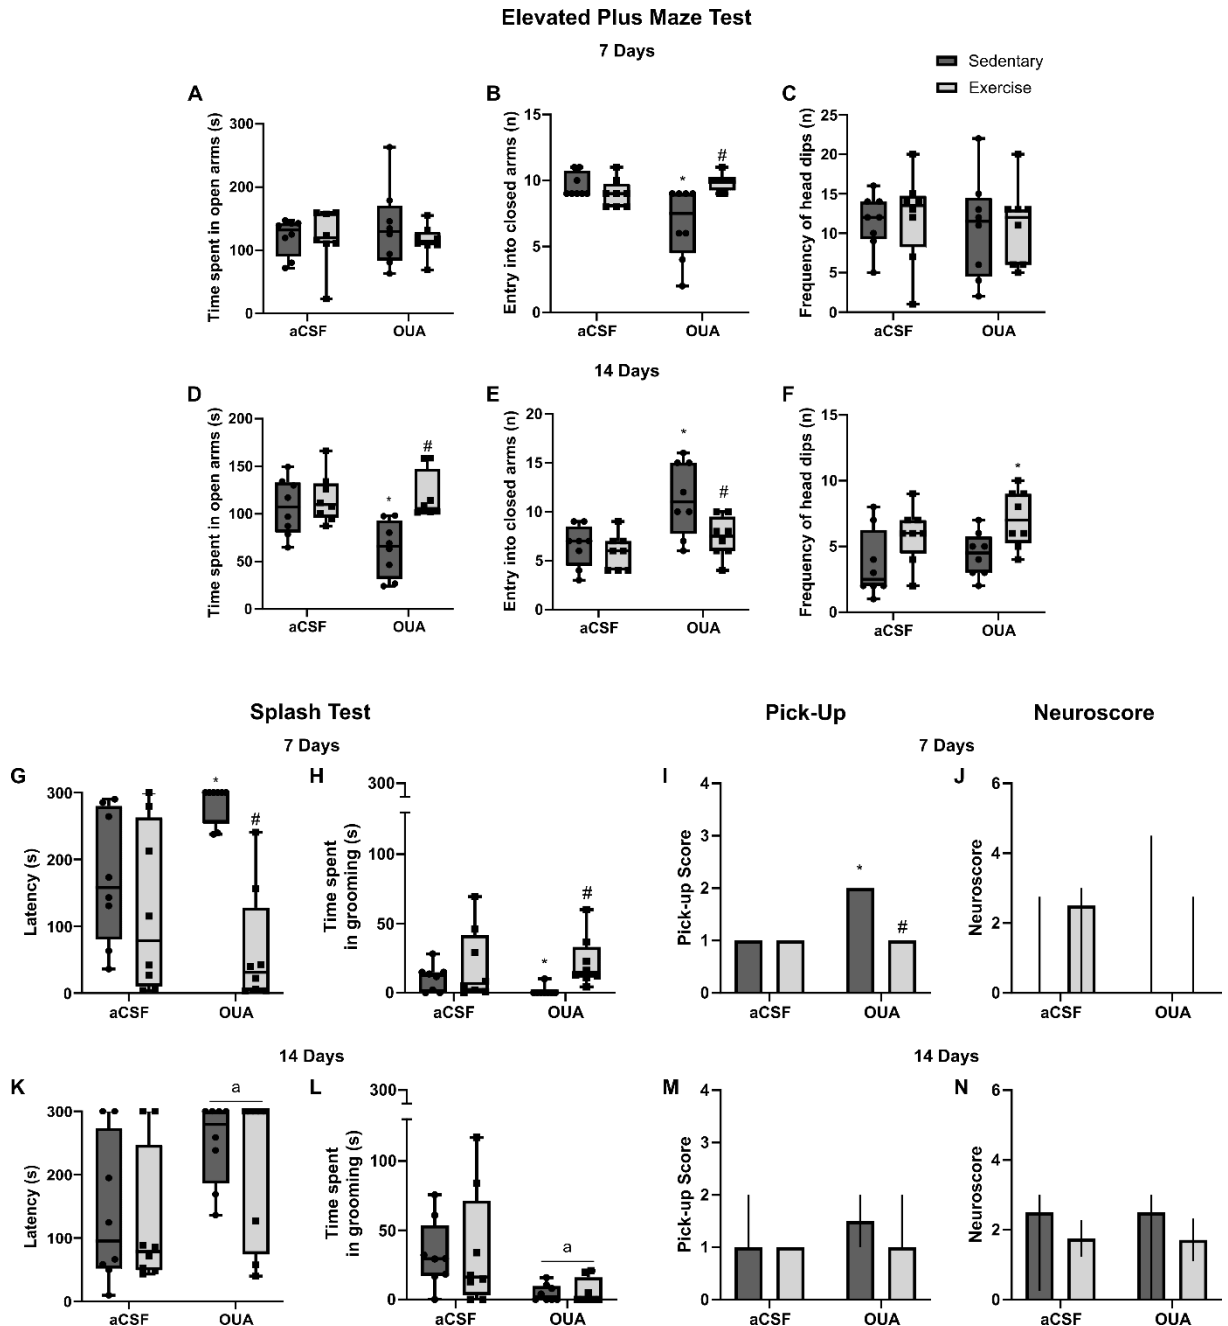 Elevated Plus Maze Test
7 Days
Sedentary
Exercise
A
Time spent in open arms (s)
300
200
100
0
aCSF
OUA
B
Entry into closed arms (n)
15
10
5
0
*
#
aCSF
OUA
C
Frequency of head dips (n)
25
20
15
10
5
0
aCSF
OUA
14 Days
D
Time spent in open arms (s)
200
150
100
50
0
*
#
aCSF
OUA
E
Entry into closed arms (n)
20
15
10
5
0
*
#
aCSF
OUA
F
Frequency of head dips (n)
15
10
5
0
*
aCSF
OUA
Splash Test
7 Days
G
Latency (s)
300
200
100
0
*
#
aCSF
OUA
H
Time spent
in grooming (s)
300
100
50
0
*
#
aCSF
OUA
Pick-Up
Neuroscore
7 Days
I
Pick-up Score
4
3
2
1
0
*
#
aCSF
OUA
J
Neuroscore
6
4
2
0
aCSF
OUA
14 Days
K
Latency (s)
300
200
100
0
a
aCSF
OUA
L
Time spent
in grooming (s)
300
100
50
0
a
aCSF
OUA
14 Days
M
Pick-up Score
4
3
2
1
0
aCSF
OUA
N
Neuroscore
6
4
2
0
aCSF
OUA